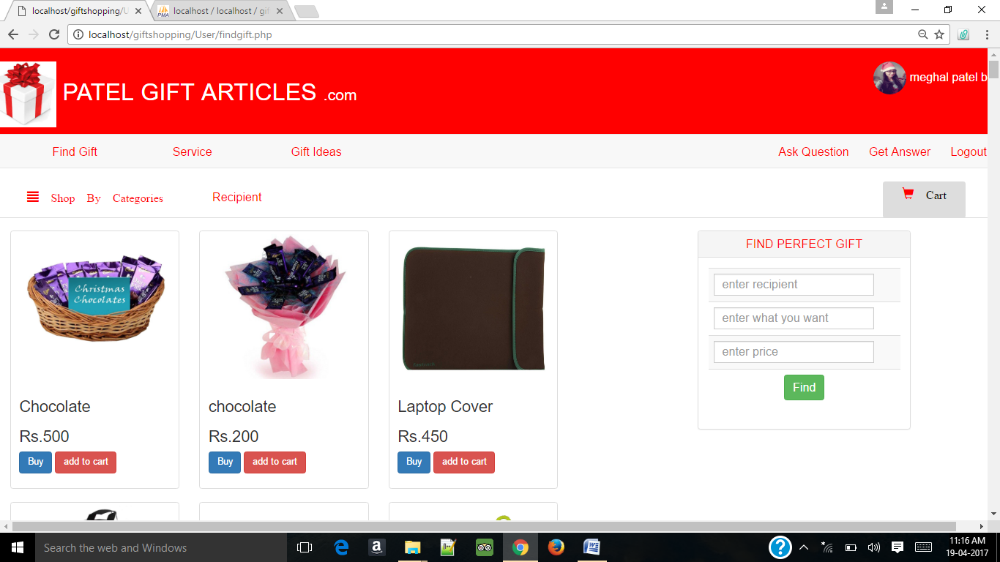 localhost/giftshopping/U
localhost / localhost / gif
localhost/giftshopping/User/findgift.php
PATEL GIFT ARTICLES .com
meghal patel b
Find Gift
Service
Gift Ideas
Ask Question
Get Answer
Logout
Shop By Categories
Recipient
Cart
Christmas
Chocolates
Chocolate
Rs.500
Buy
add to cart
chocolate
Rs.200
Buy
add to cart
Laptop Cover
Rs.450
Buy
add to cart
FIND PERFECT GIFT
enter recipient
enter what you want
enter price
Find
Search the web and Windows
11:16 AM
19-04-2017